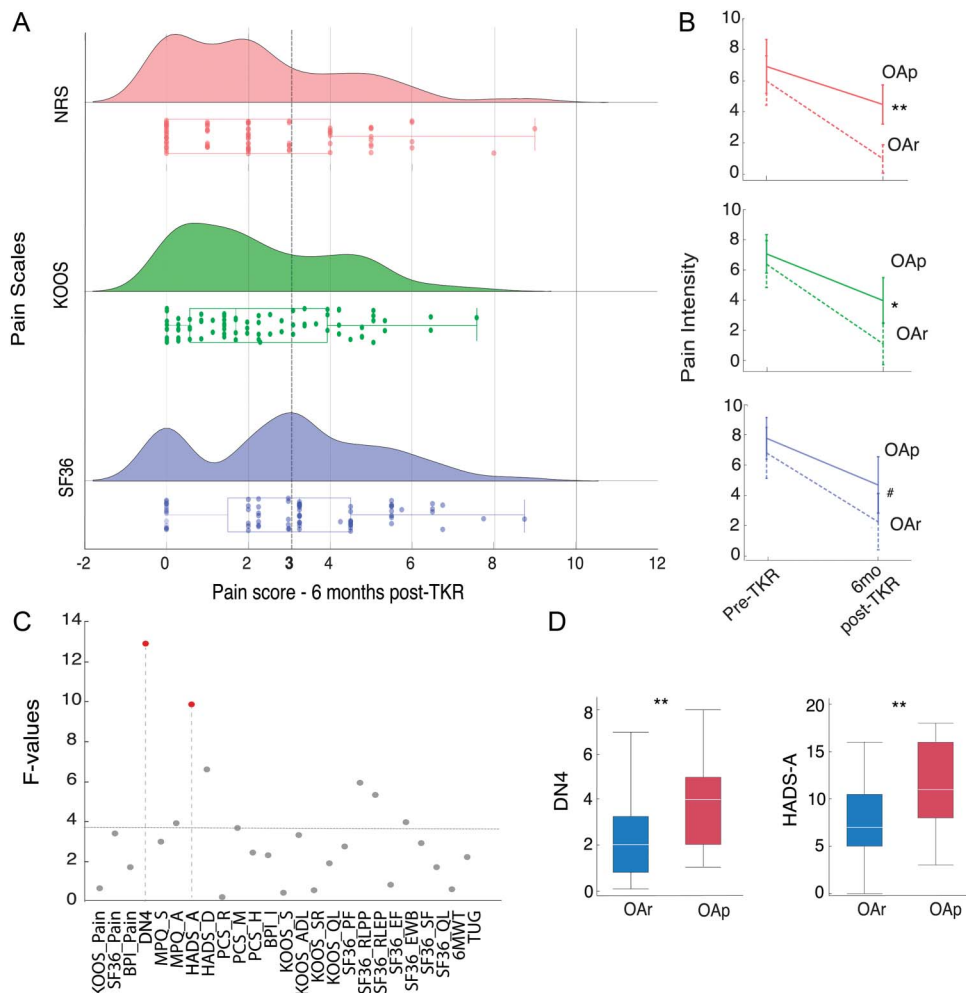 A
NRS
KOOS
SF36
Pain Scales
-2 0 2 3 4 6 8 10 12
Pain score - 6 months post-TKR
B
10
8
6
4
2
0
OAp
**
OAr
10
8
6
4
2
0
OAp
*
OAr
10
8
6
4
2
0
OAp
#
OAr
Pain Intensity
Pre-TKR
6mo
post-TKR
C
14
12
10
8
6
4
2
0
F-values
KOOS_Pain
SF36_Pain
BPI_Pain
DN4
MPQ_S
MPQ_A
HADS_A
HADS_D
PCS_R
PCS_M
PCS_H
BPI_I
KOOS_S
KOOS_ADL
KOOS_SR
KOOS_QL
SF36_PF
SF36_RLPP
SF36_RLEP
SF36_EF
SF36_EWB
SF36_SF
SF36_QL
6MWT
TUG
D
8
6
4
2
0
DN4
**
OAr OAp
20
15
10
5
0
HADS-A
**
OAr OAp